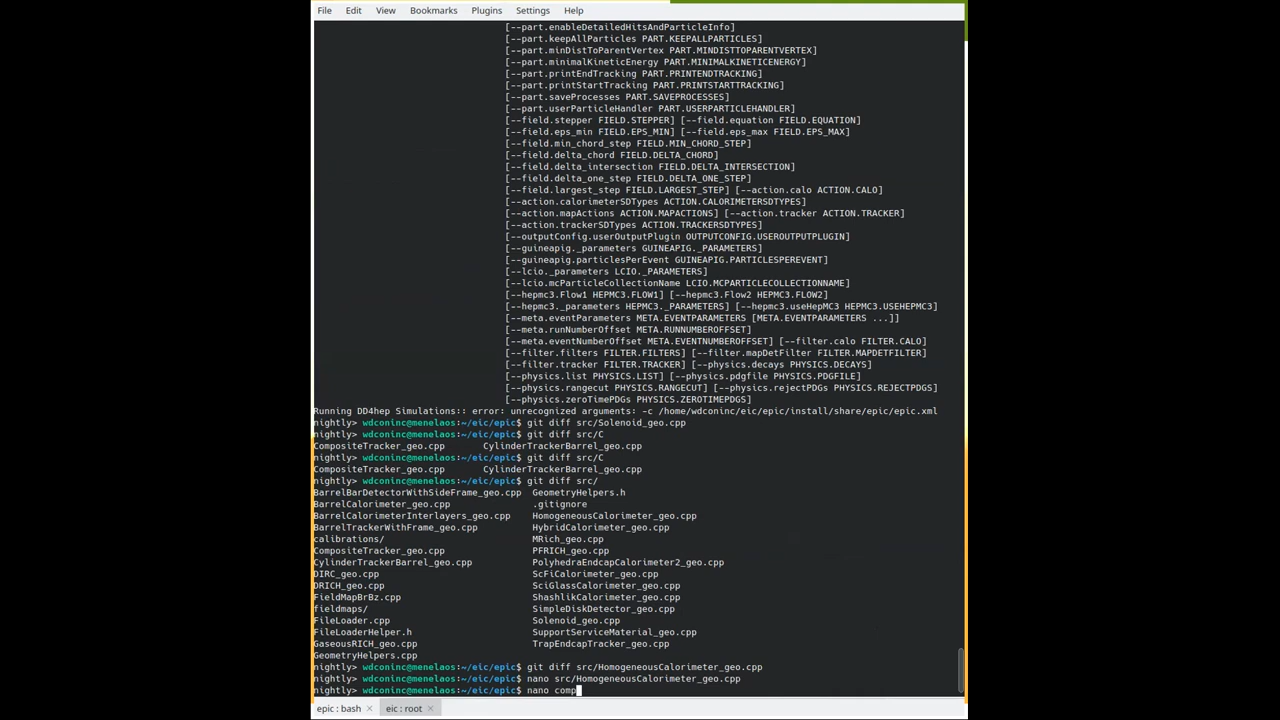 File Edit View Bookmarks Plugins Settings Help
[--part.enableDetailedHitsAndParticleInfo]
[--part.keepAllParticles PART.KEEPALLPARTICLES]
[--part.minDistToParentVertex PART.MINDISTTOPARENTVERTEX]
[--part.minimalKineticEnergy PART.MINIMALKINETICENERGY]
[--part.printEndTracking PART.PRINTENDTRACKING]
[--part.printStartTracking PART.PRINTSTARTTRACKING]
[--part.saveProcesses PART.SAVEPROCESSES]
[--part.userParticleHandler PART.USERPARTICLEHANDLER]
[--field.stepper FIELD.STEPPER] [--field.equation FIELD.EQUATION]
[--field.eps_min FIELD.EPS_MIN] [--field.eps_max FIELD.EPS_MAX]
[--field.min_chord_step FIELD.MIN_CHORD_STEP]
[--field.delta_chord FIELD.DELTA_CHORD]
[--field.delta_intersection FIELD.DELTA_INTERSECTION]
[--field.delta_one_step FIELD.DELTA_ONE_STEP]
[--field.largest_step FIELD.LARGEST_STEP] [--action.calo ACTION.CALO]
[--action.calorimeterSDTypes ACTION.CALORIMETERSDTYPES]
[--action.mapActions ACTION.MAPACTIONS] [--action.tracker ACTION.TRACKER]
[--action.trackerSDTypes ACTION.TRACKERSDTYPES]
[--outputConfig.userOutputPlugin OUTPUTCONFIG.USEROUTPUTPLUGIN]
[--guineapig._parameters GUINEAPIG._PARAMETERS]
[--guineapig.particlesPerEvent GUINEAPIG.PARTICLESPEREVENT]
[--lcio._parameters LCIO._PARAMETERS]
[--lcio.mcParticleCollectionName LCIO.MCPARTICLECOLLECTIONNAME]
[--hepmc3.Flow1 HEPMC3.FLOW1] [--hepmc3.Flow2 HEPMC3.FLOW2]
[--hepmc3._parameters HEPMC3._PARAMETERS] [--hepmc3.useHepMC3 HEPMC3.USEHEPMC3]
[--meta.eventParameters META.EVENTPARAMETERS [META.EVENTPARAMETERS ...]]
[--meta.runNumberOffset META.RUNNUMBEROFFSET]
[--meta.eventNumberOffset META.EVENTNUMBEROFFSET] [--filter.calo FILTER.CALO]
[--filter.filters FILTER.FILTERS] [--filter.mapDetFilter FILTER.MAPDETFILTER]
[--filter.tracker FILTER.TRACKER] [--physics.decays PHYSICS.DECAYS]
[--physics.list PHYSICS.LIST] [--physics.pdgfile PHYSICS.PDGFILE]
[--physics.rangecut PHYSICS.RANGECUT] [--physics.rejectPDGs PHYSICS.REJECTPDGS]
[--physics.zeroTimePDGs PHYSICS.ZEROTIMEPDGS]
Running DD4hep Simulations:: error: unrecognized arguments: -c /home/wdconinc/eic/epic/install/share/epic/epic.xml
nightly> wdconinc@menelaos:~/eic/epic$ git diff src/Solenoid_geo.cpp
nightly> wdconinc@menelaos:~/eic/epic$ git diff src/C
CompositeTracker_geo.cpp CylinderTrackerBarrel_geo.cpp
nightly> wdconinc@menelaos:~/eic/epic$ git diff src/C
CompositeTracker_geo.cpp CylinderTrackerBarrel_geo.cpp
nightly> wdconinc@menelaos:~/eic/epic$ git diff src/
BarrelBarDetectorWithSideFrame_geo.cpp GeometryHelpers.h
BarrelCalorimeter_geo.cpp .gitignore
BarrelCalorimeterInterlayers_geo.cpp HomogeneousCalorimeter_geo.cpp
BarrelTrackerWithFrame_geo.cpp HybridCalorimeter_geo.cpp
calibrations/ MRich_geo.cpp
CompositeTracker_geo.cpp PFRICH_geo.cpp
CylinderTrackerBarrel_geo.cpp PolyhedraEndcapCalorimeter2_geo.cpp
DIRC_geo.cpp ScFiCalorimeter_geo.cpp
DRICH_geo.cpp SciGlassCalorimeter_geo.cpp
FieldMapBrBz.cpp ShashlikCalorimeter_geo.cpp
fieldmaps/ SimpleDiskDetector_geo.cpp
FileLoader.cpp Solenoid_geo.cpp
FileLoaderHelper.h SupportServiceMaterial_geo.cpp
GaseousRICH_geo.cpp TrapEndcapTracker_geo.cpp
GeometryHelpers.cpp
nightly> wdconinc@menelaos:~/eic/epic$ git diff src/HomogeneousCalorimeter_geo.cpp
nightly> wdconinc@menelaos:~/eic/epic$ nano src/HomogeneousCalorimeter_geo.cpp
nightly> wdconinc@menelaos:~/eic/epic$ nano comp
epic : bash eic : root